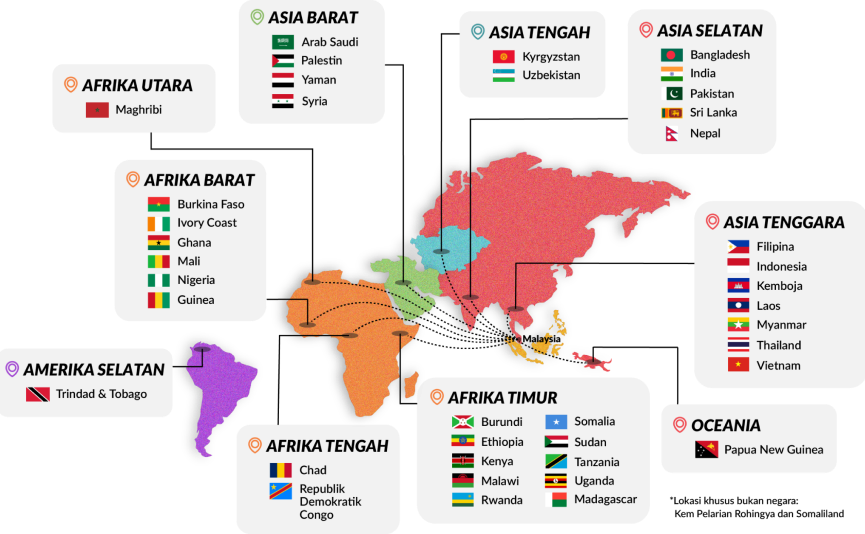 ASIA BARAT
Arab Saudi
Palestin
Yaman
Syria
ASIA TENGAH
Kyrgyzstan
Uzbekistan
ASIA SELATAN
Bangladesh
India
Pakistan
Sri Lanka
Nepal
AFRIKA UTARA
Maghribi
AFRIKA BARAT
Burkina Faso
Ivory Coast
Ghana
Mali
Nigeria
Guinea
ASIA TENGGARA
Filipina
Indonesia
Kemboja
Laos
Myanmar
Thailand
Vietnam
Malaysia
AMERIKA SELATAN
Trindad & Tobago
AFRIKA TENGAH
Chad
Republik
Demokratik
Congo
AFRIKA TIMUR
Burundi
Ethiopia
Kenya
Malawi
Rwanda
Somalia
Sudan
Tanzania
Uganda
Madagascar
OCEANIA
Papua New Guinea
*Lokasi khusus bukan negara:
Kem Pelarian Rohingya dan Somaliland